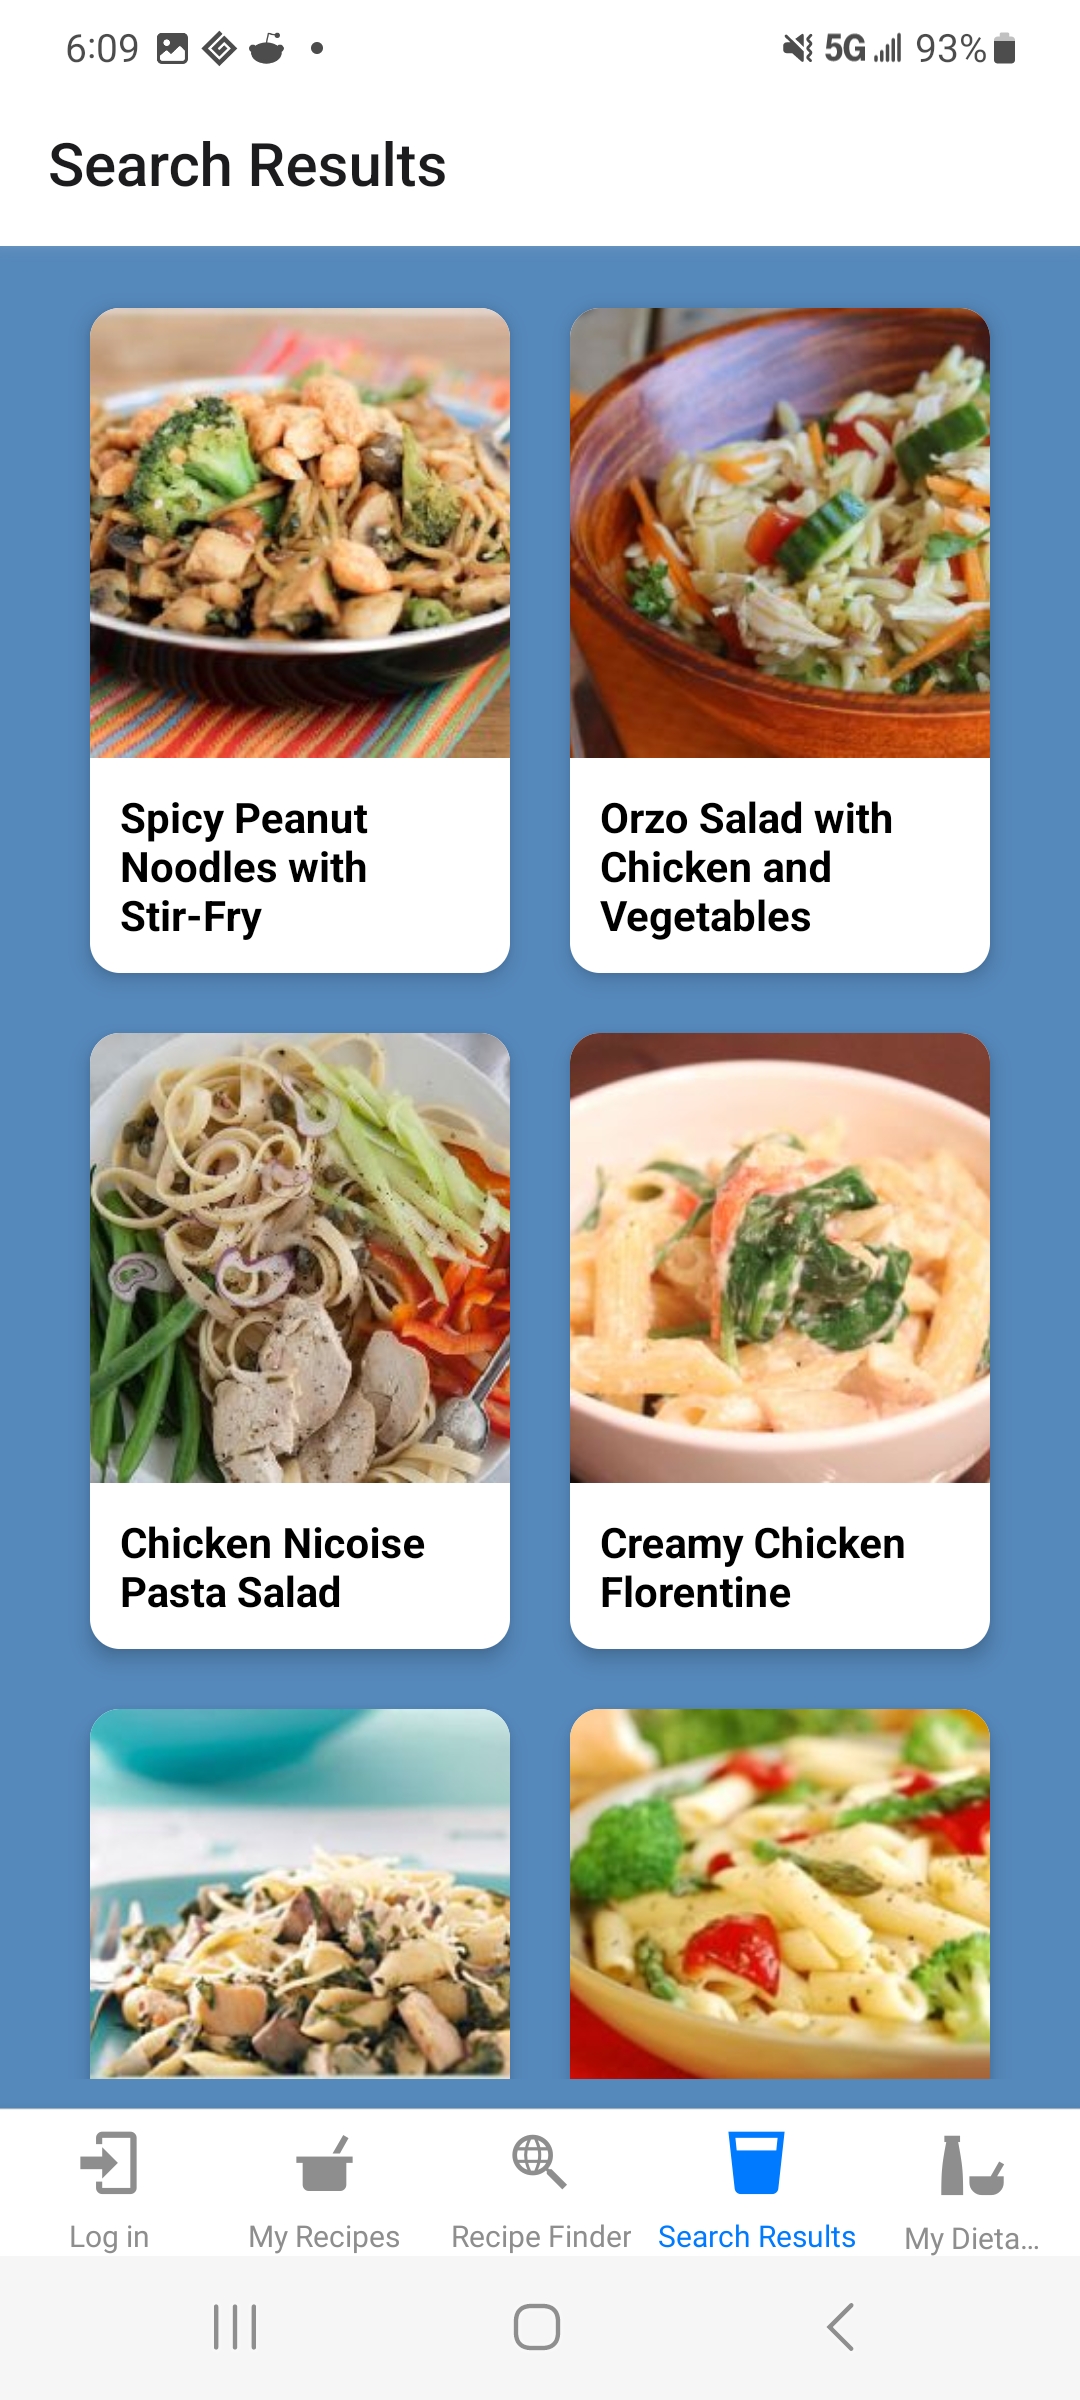 6:09
5G 93%
Search Results
Spicy Peanut
Noodles with
Stir-Fry
Orzo Salad with
Chicken and
Vegetables
Chicken Nicoise
Pasta Salad
Creamy Chicken
Florentine
Log in
My Recipes
Recipe Finder
Search Results
My Dieta...